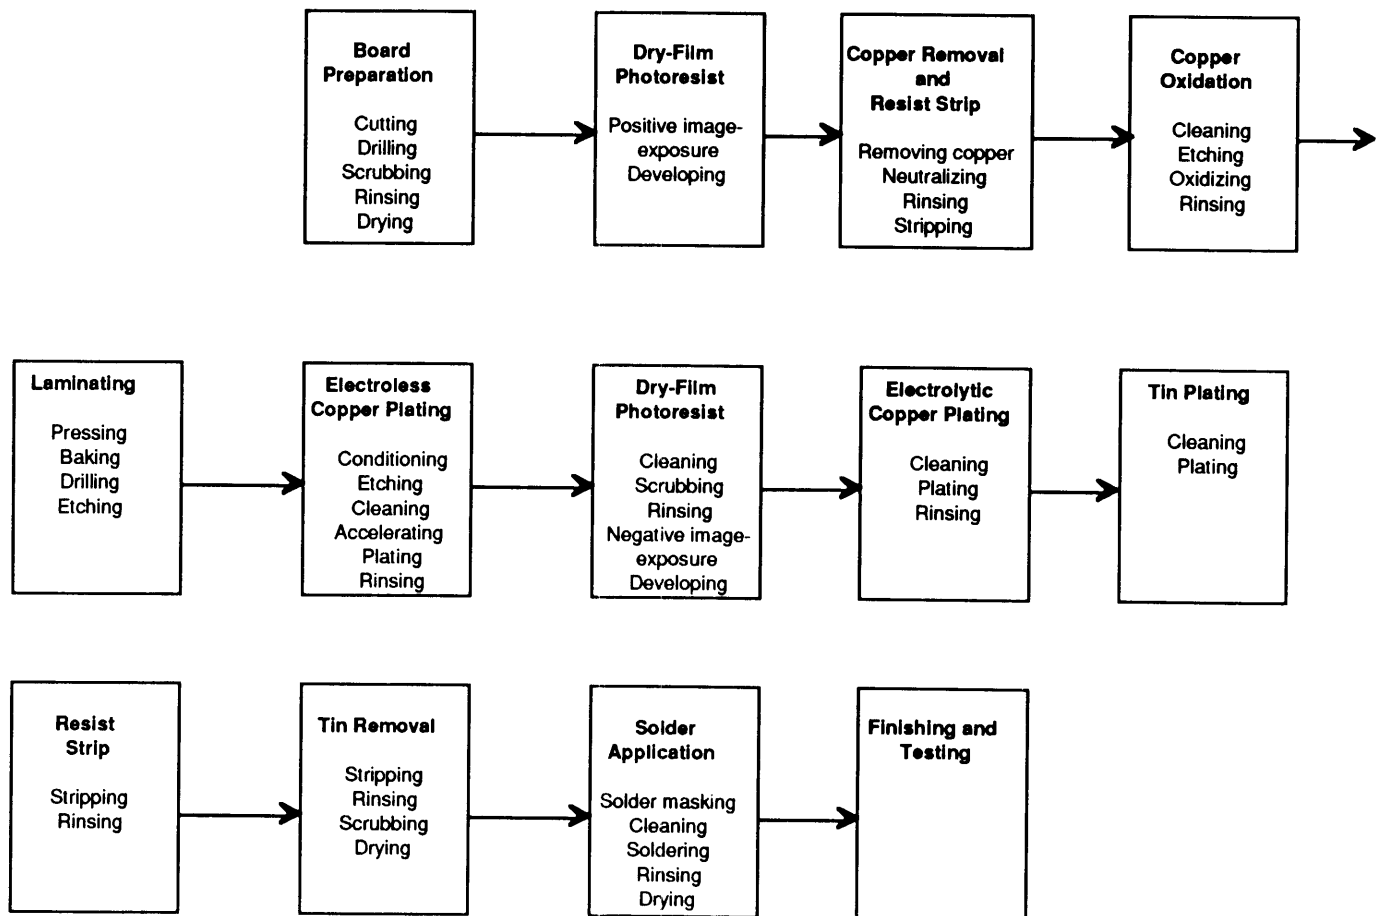 Board
Preparation
Cutting
Drilling
Scrubbing
Rinsing
Drying
Dry-Film
Photoresist
Positive image-
exposure
Developing
Copper Removal
and
Resist Strip
Removing copper
Neutralizing
Rinsing
Stripping
Copper
Oxidation
Cleaning
Etching
Oxidizing
Rinsing
Laminating
Pressing
Baking
Drilling
Etching
Electroless
Copper Plating
Conditioning
Etching
Cleaning
Accelerating
Plating
Rinsing
Dry-Film
Photoresist
Cleaning
Scrubbing
Rinsing
Negative image-
exposure
Developing
Electrolytic
Copper Plating
Cleaning
Plating
Rinsing
Tin Plating
Cleaning
Plating
Resist
Strip
Stripping
Rinsing
Tin Removal
Stripping
Rinsing
Scrubbing
Drying
Solder
Application
Solder masking
Cleaning
Soldering
Rinsing
Drying
Finishing and
Testing